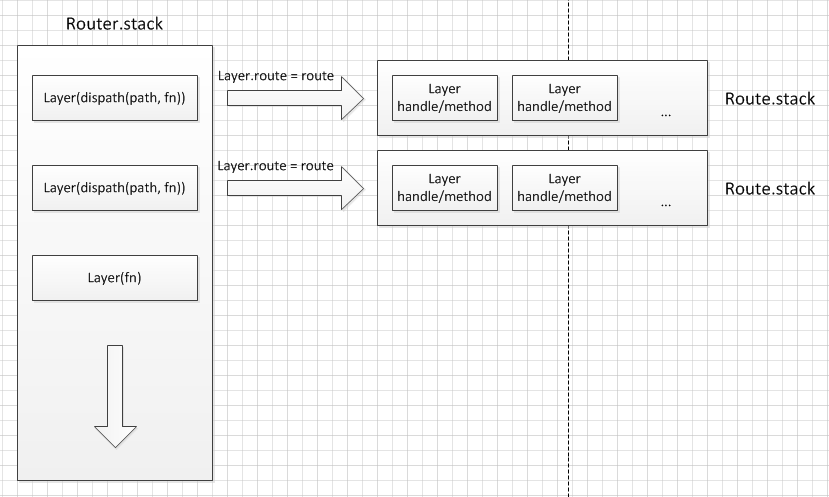 Router.stack
Layer(dispath(path, fn))
Layer.route = route
Layer
handle/method
Layer
handle/method
...
Route.stack
Layer(dispath(path, fn))
Layer.route = route
Layer
handle/method
Layer
handle/method
...
Route.stack
Layer(fn)